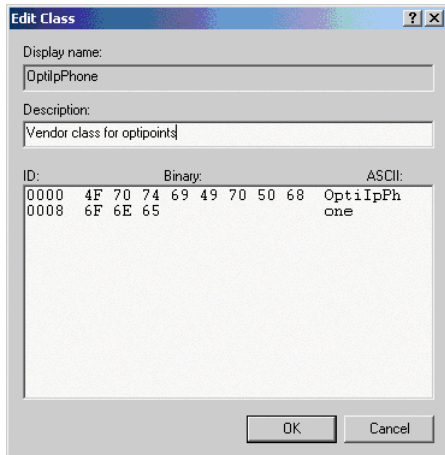 Edit Class
Display name:
OptiIpPhone
Description:
Vendor class for optipoints
ID: Binary: ASCII:
0000 4F 70 74 69 49 70 50 68 OptiIpPh
0008 6F 6E 65 one
OK Cancel